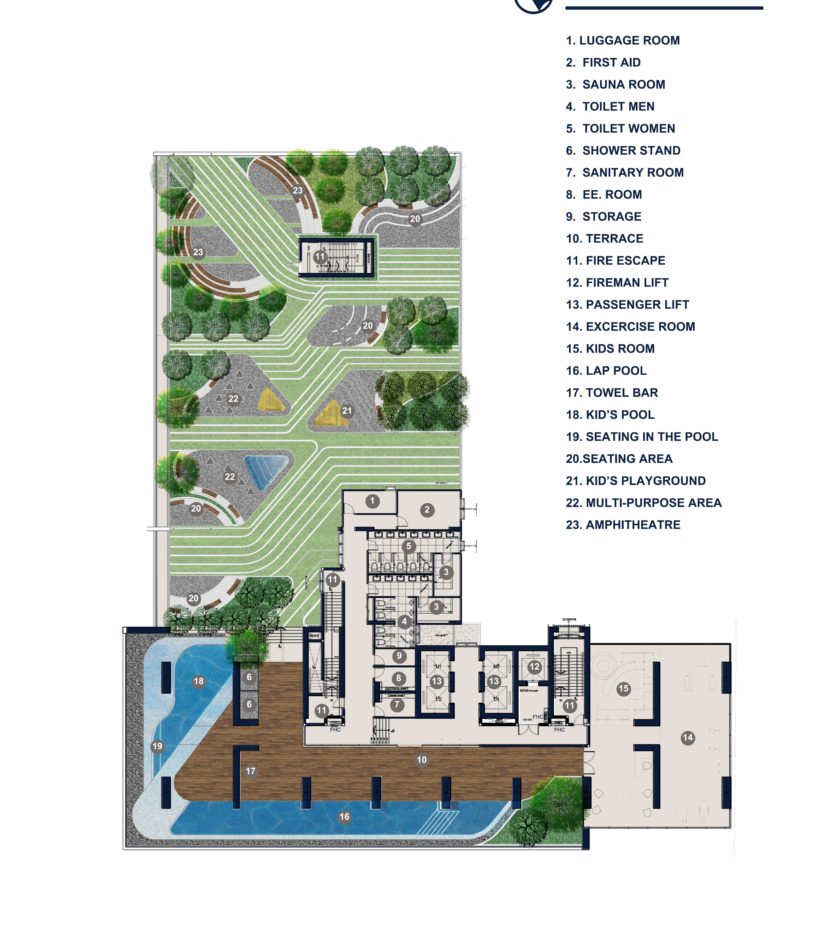 1. LUGGAGE ROOM
2. FIRST AID
3. SAUNA ROOM
4. TOILET MEN
5. TOILET WOMEN
6. SHOWER STAND
7. SANITARY ROOM
8. EE. ROOM
9. STORAGE
10. TERRACE
11. FIRE ESCAPE
12. FIREMAN LIFT
13. PASSENGER LIFT
14. EXCERCISE ROOM
15. KIDS ROOM
16. LAP POOL
17. TOWEL BAR
18. KID'S POOL
19. SEATING IN THE POOL
20.SEATING AREA
21. KID'S PLAYGROUND
22. MULTI-PURPOSE AREA
23. AMPHITHEATRE
23
20
23
11
20
22
21
22
20
1
2
5
11
3
20
3
4
9
12
6
8
13
13
18
15
6
7
11
11
FHC
FHC
FHC
19
14
10
17
16